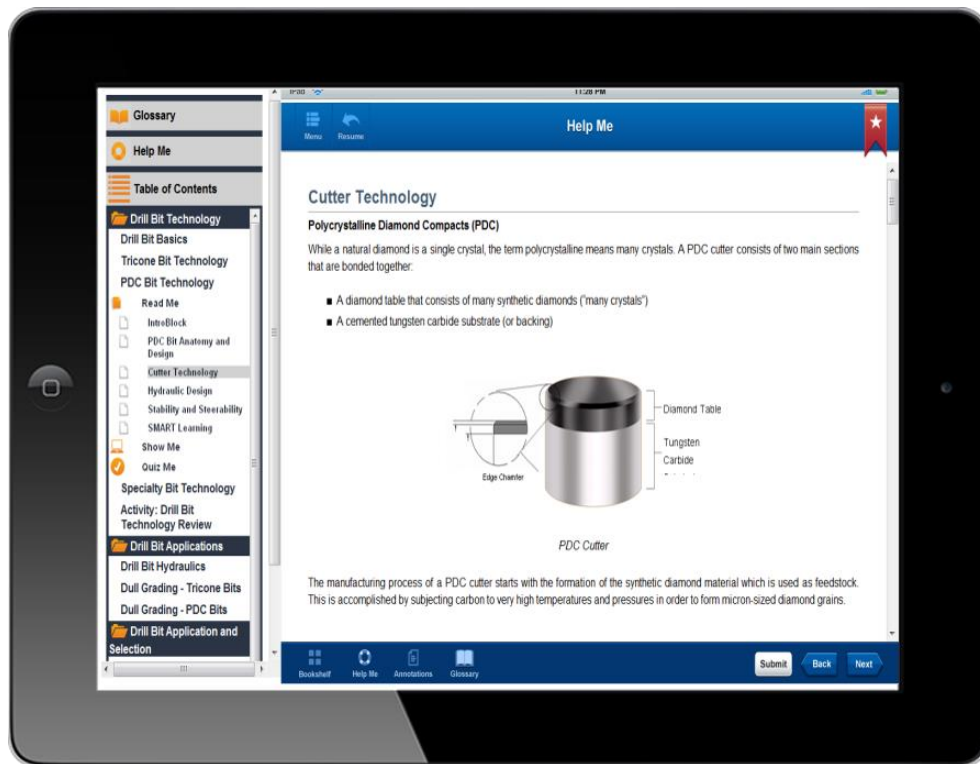 Glossary
Help Me
Table of Contents
Drill Bit Technology
Drill Bit Basics
Tricone Bit Technology
PDC Bit Technology
Read Me
IntroBlock
PDC Bit Anatomy and
Design
Cutter Technology
Hydraulic Design
Stability and Steerability
SMART Learning
Show Me
Quiz Me
Specialty Bit Technology
Activity: Drill Bit
Technology Review
Drill Bit Applications
Drill Bit Hydraulics
Dull Grading - Tricone Bits
Dull Grading - PDC Bits
Drill Bit Application and
Selection
iPad 11:28 PM
Menu Resume
Help Me
Cutter Technology
Polycrystalline Diamond Compacts (PDC)
While a natural diamond is a single crystal, the term polycrystalline means many crystals. A PDC cutter consists of two main sections
that are bonded together:
■ A diamond table that consists of many synthetic diamonds ("many crystals")
■ A cemented tungsten carbide substrate (or backing)
Diamond Table
Tungsten
Carbide
Edge Chamfer
PDC Cutter
The manufacturing process of a PDC cutter starts with the formation of the synthetic diamond material which is used as feedstock.
This is accomplished by subjecting carbon to very high temperatures and pressures in order to form micron-sized diamond grains.
Bookshelf Help Me Annotations Glossary
Submit Back Next